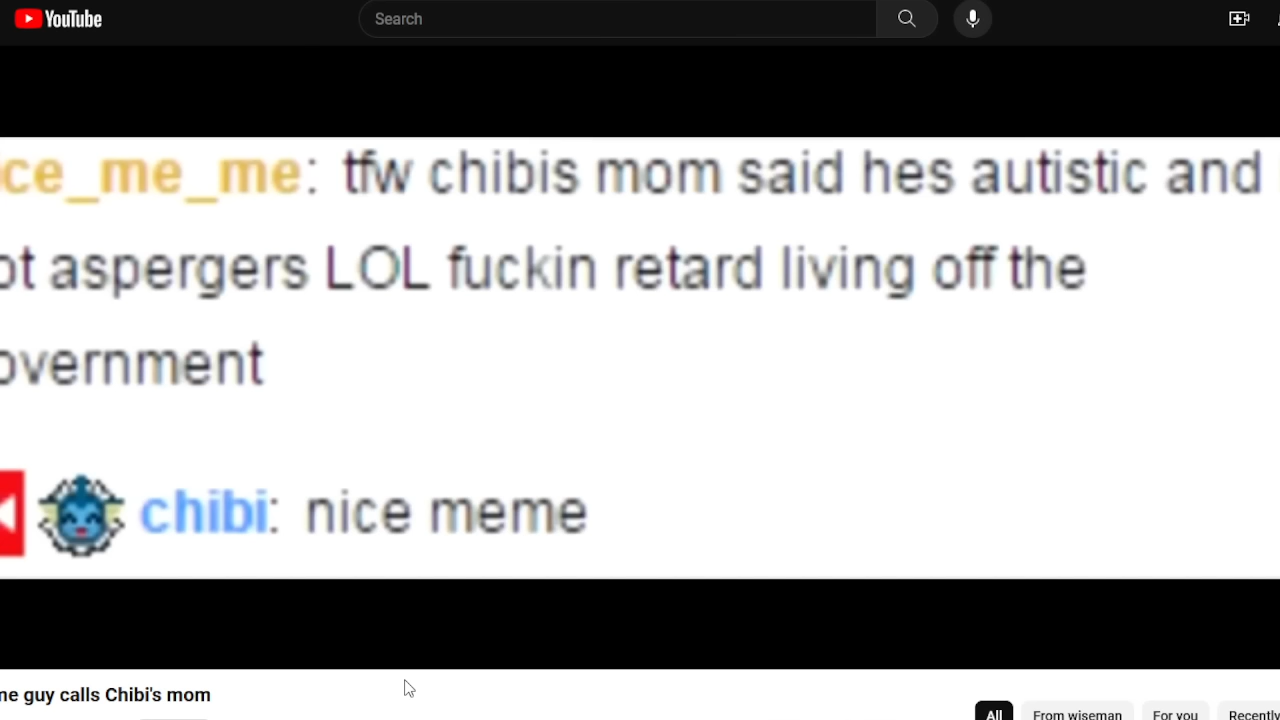 YouTube
Search
ce_me_me: tfw chibis mom said hes autistic and
ot aspergers LOL fuckin retard living off the
overnment
chibi: nice meme
me guy calls Chibi's mom
All From wiseman For you Recently